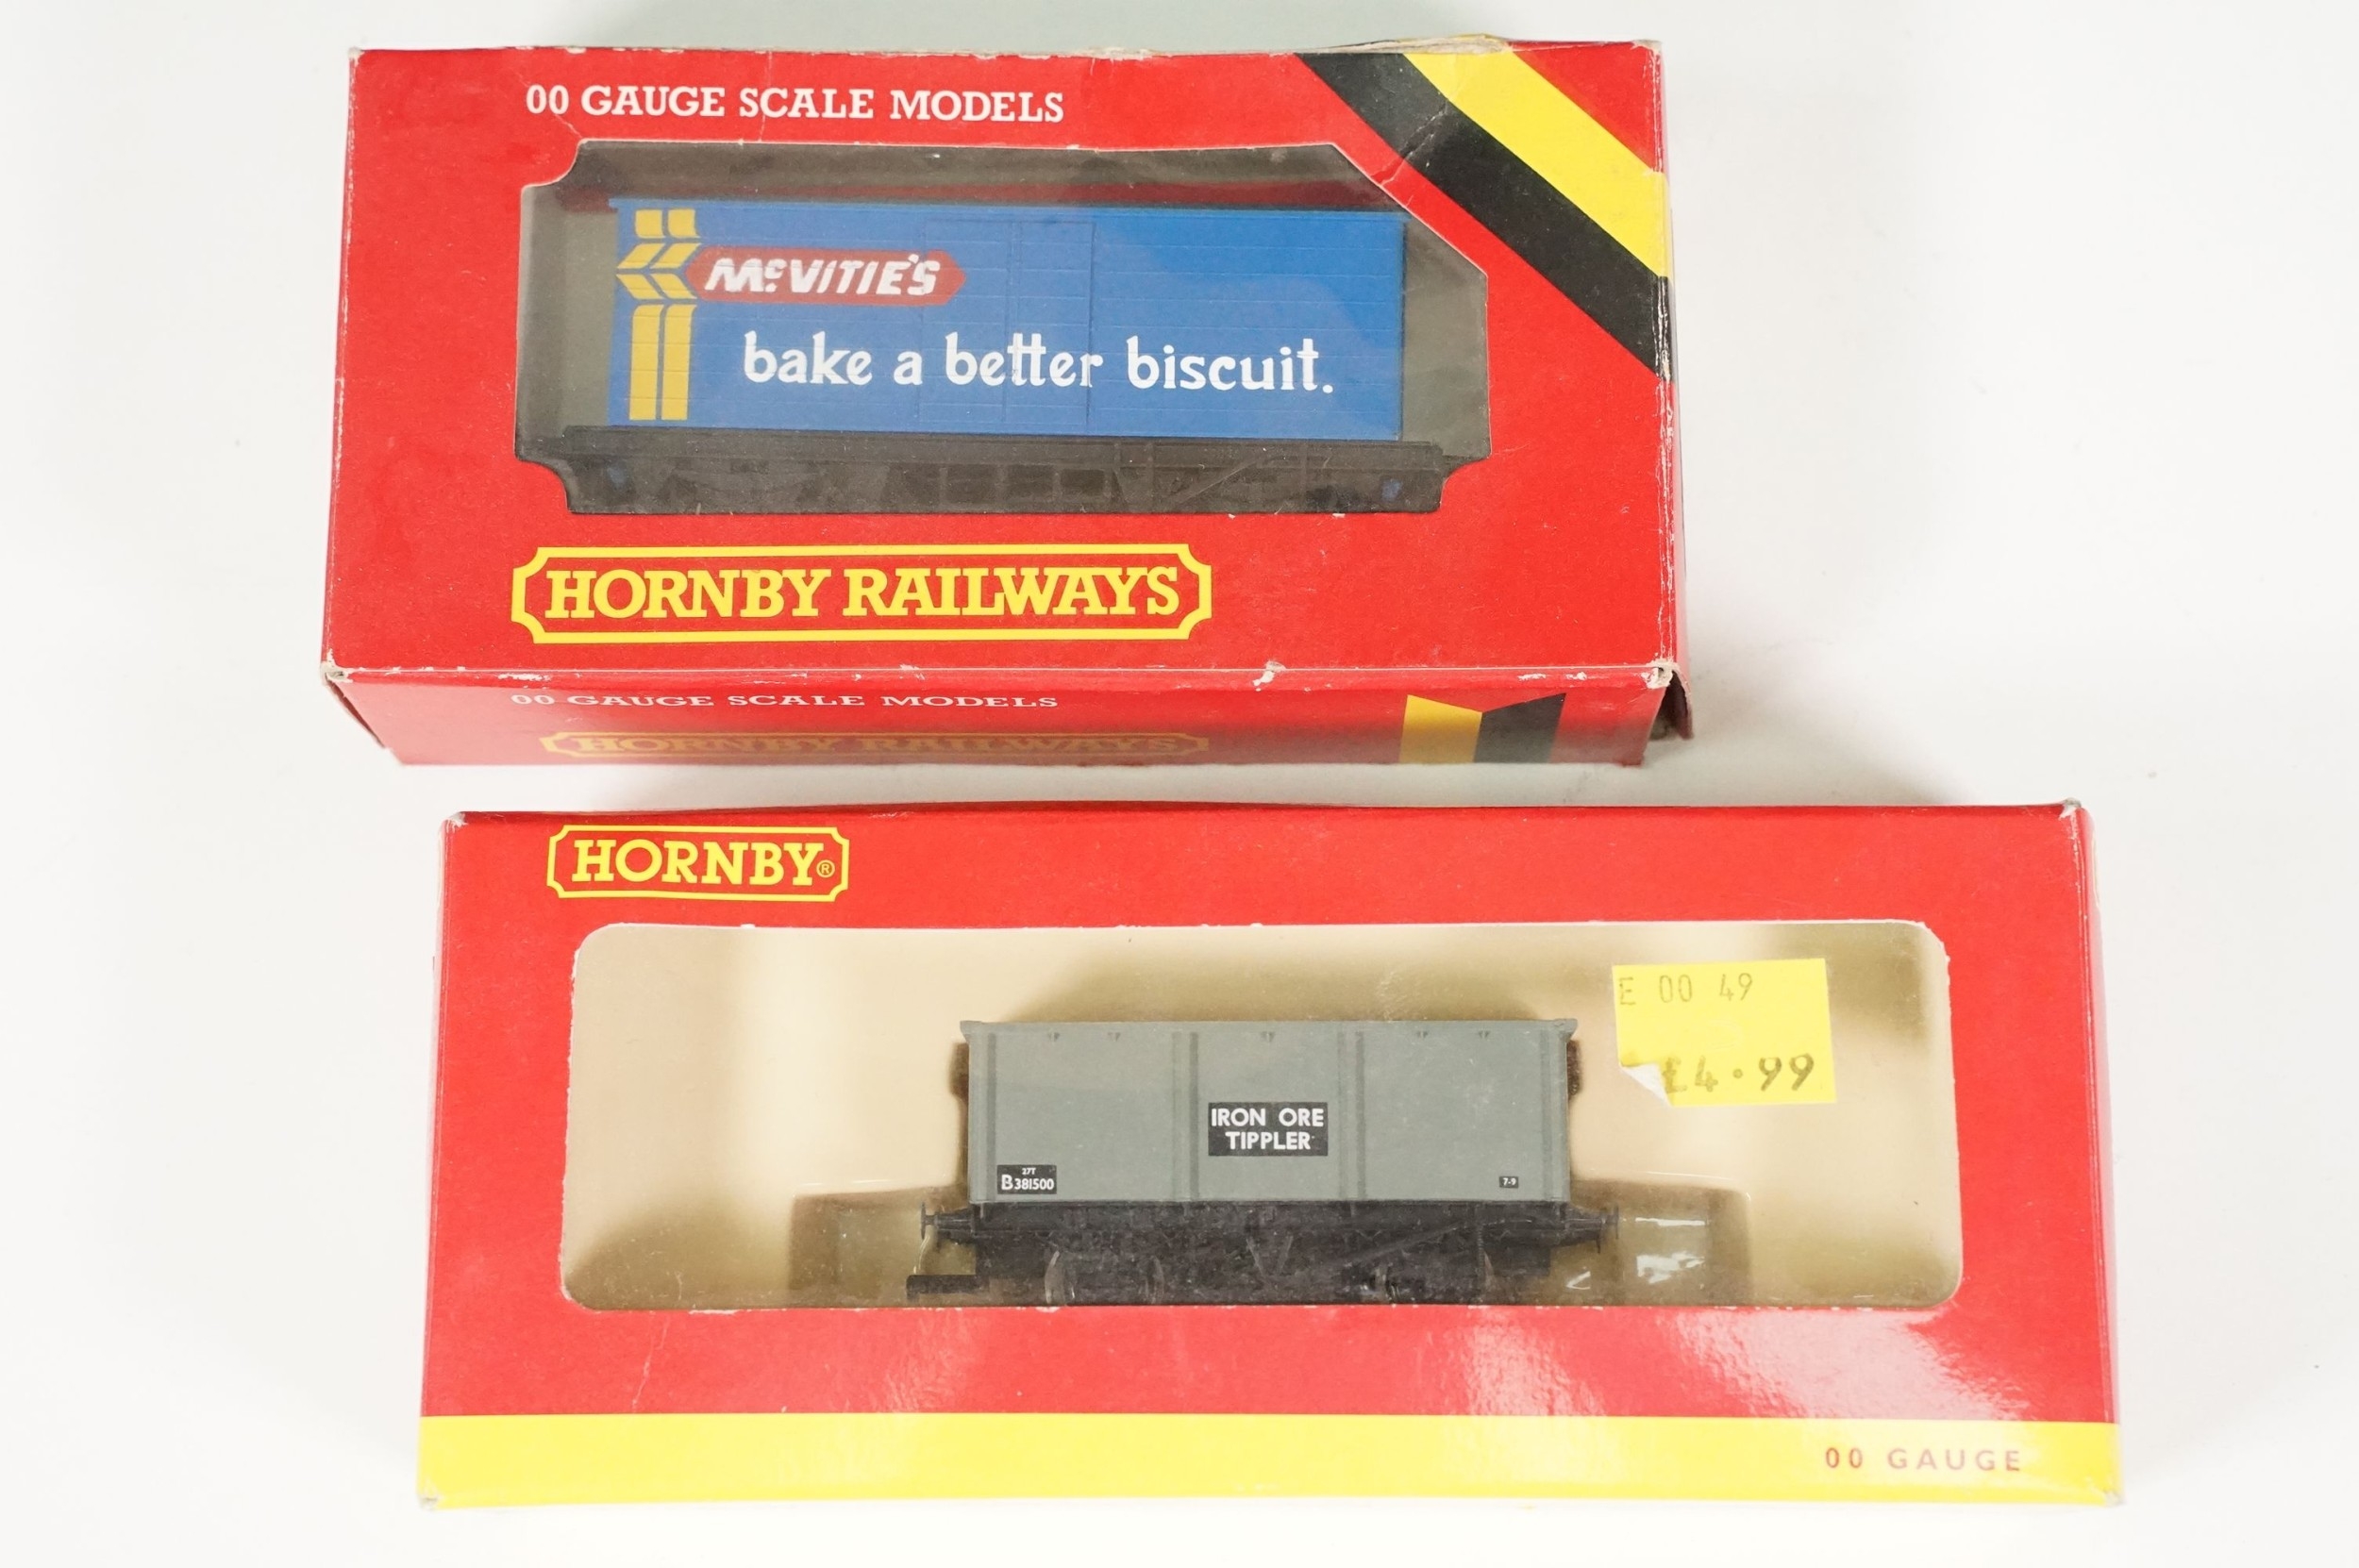 00 GAUGE SCALE MODELS
McVITIE'S
bake a better biscuit.
HORNBY RAILWAYS
00 GAUGE SCALE MODELS
HORNBY RAILWAYS
HORNBY®
E 00 49
£4.99
IRON ORE
TIPPLER
27T
B381500
7-9
00 GAUGE